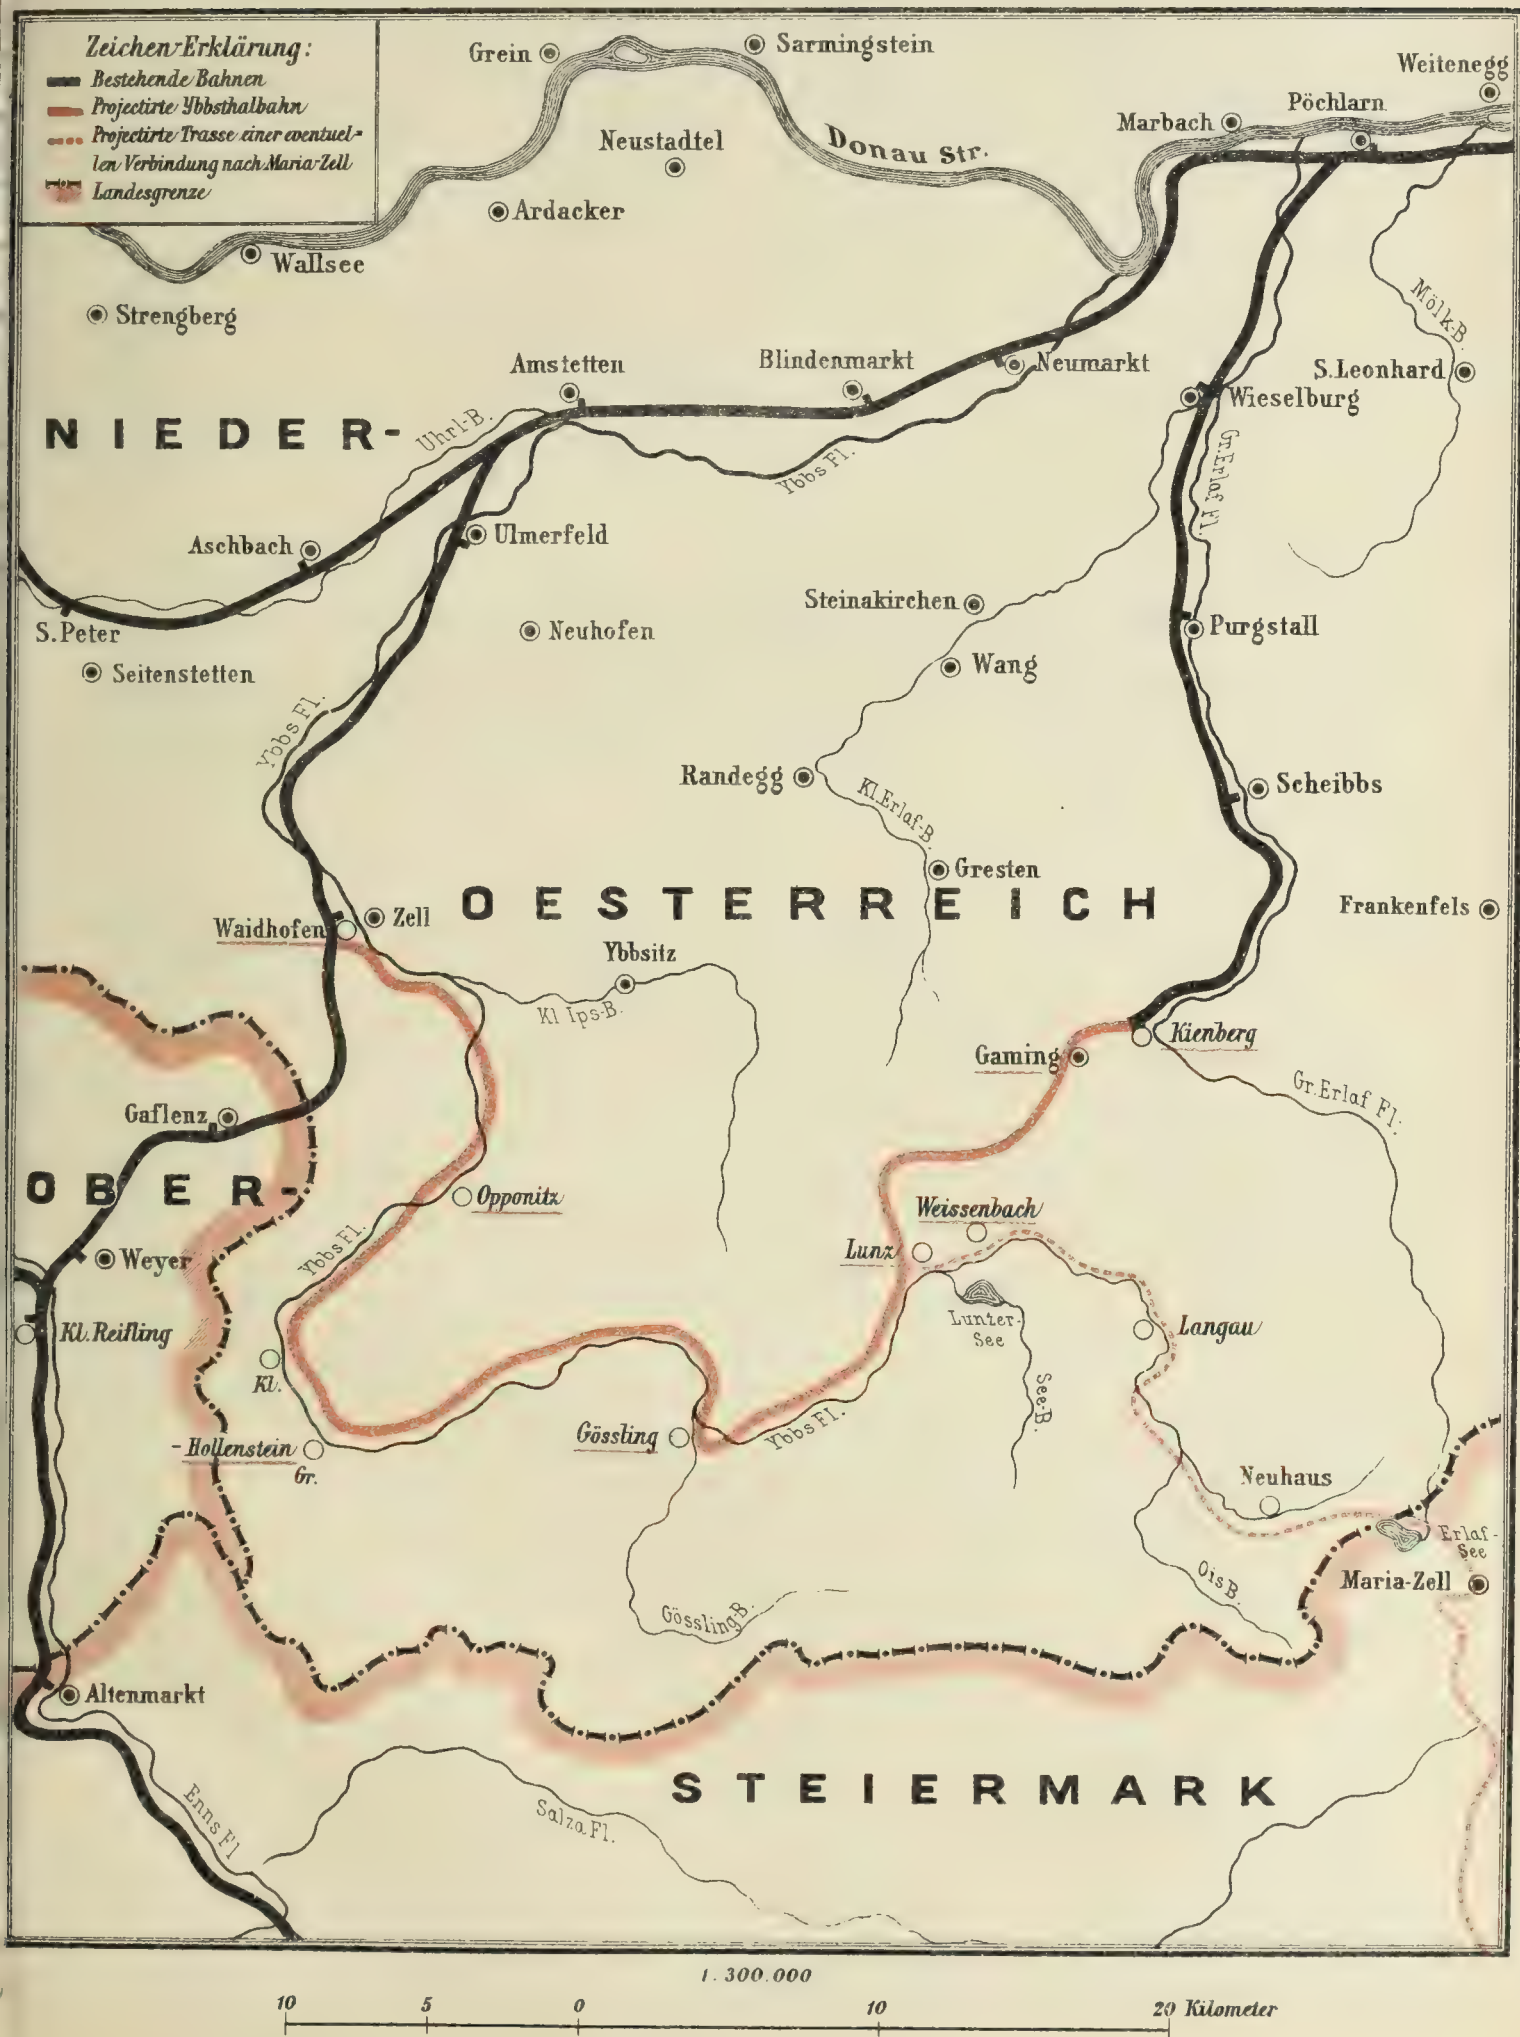 Zeichen-Erklärung:
Bestehende Bahnen
Projectirte Ybbsthalbahn
Projectirte Trasse einer eventuel-
len Verbindung nach Maria-Zell
Landesgrenze
Grein
Sarmingstein
Weitenegg
Pöchlarn
Marbach
Neustadtel
Donau Str.
Ardacker
Wallsee
Strengberg
Mölk-B.
Amstetten
Blindenmarkt
Neumarkt
S.Leonhard
Wieselburg
NIEDER-
Uhrl-B.
Ybbs Fl.
Gr.Erlaf Fl.
Aschbach
Ulmerfeld
Steinakirchen
S.Peter
Neuhofen
Purgstall
Seitenstetten
Wang
Ybbs Fl.
Randegg
Kl.Erlaf-B.
Scheibbs
Gresten
OESTERREICH
Frankenfels
Waidhofen
Zell
Ybbsitz
Kl Ips-B.
Kienberg
Gaming
Gr.Erlaf Fl.
Gaflenz
OBER-
Opponitz
Weissenbach
Ybbs Fl.
Lunz
Weyer
Lunter-
See
Langau
Kl. Reifling
Kl.
See-B.
Gössling
Ybbs Fl.
-Hollenstein
Gr.
Neuhaus
Erlaf-
See
Ois B.
Maria-Zell
Gössling-B.
Altenmarkt
STEIERMARK
Enns Fl
Salza Fl.
1.300.000
10 5 0 10 20 Kilometer